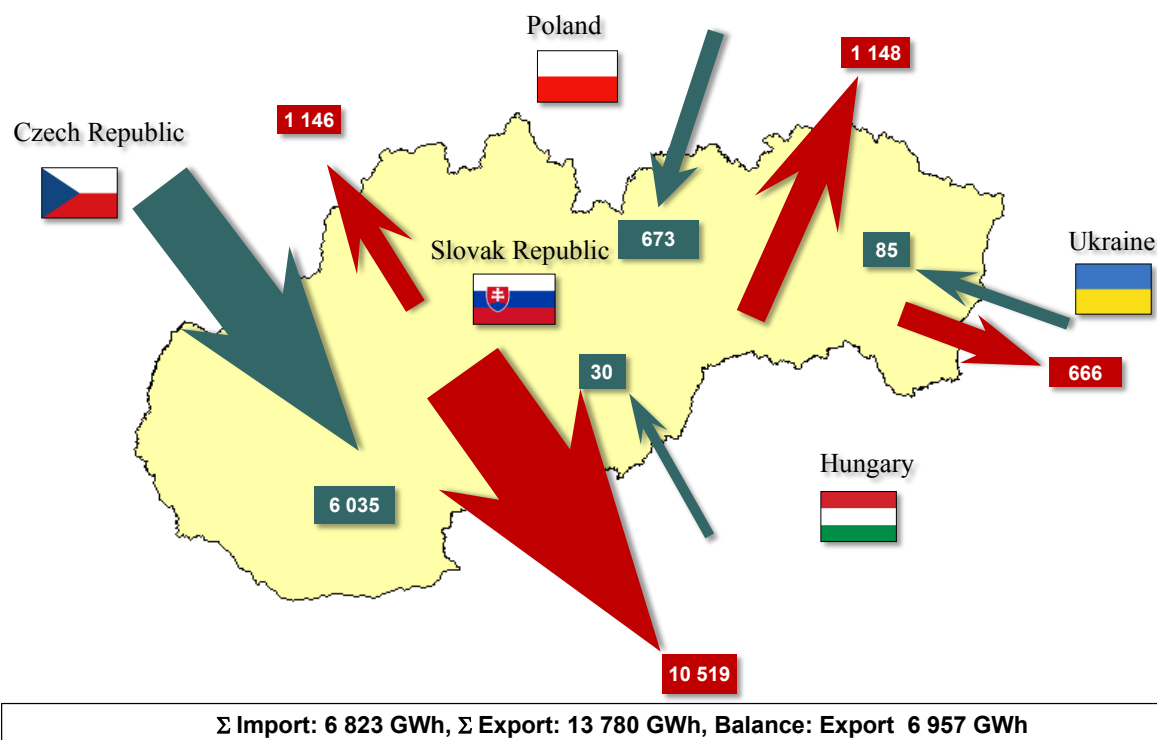 Poland
1 148
1 146
Czech Republic
673
85
Ukraine
Slovak Republic
30
666
Hungary
6 035
10 519
Σ Import: 6 823 GWh, Σ Export: 13 780 GWh, Balance: Export 6 957 GWh